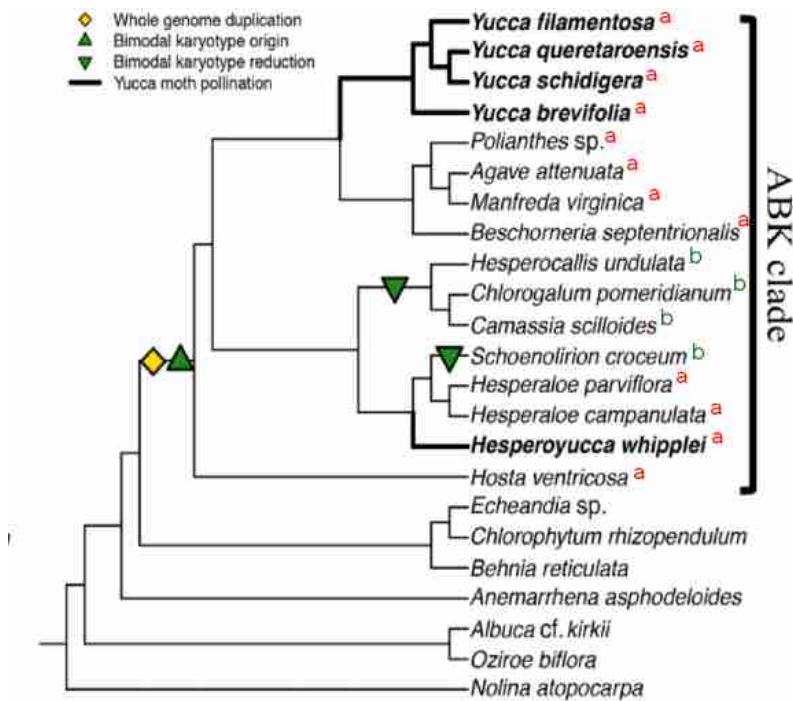 Whole genome duplication
Bimodal karyotype origin
Bimodal karyotype reduction
Yucca moth pollination
Yucca filamentosa a
Yucca queretaroensis a
Yucca schidigera a
Yucca brevifolia a
Polianthes sp. a
Agave attenuata a
Manfreda virginica a
Beschorneria septentrionalis a
Hesperocallis undulata b
Chlorogalum pomeridianum b
Camassia scilloides b
Schoenolirion croceum b
Hesperaloe parviflora a
Hesperaloe campanulata a
Hesperoyucca whipplei a
Hosta ventricosa a
Echeandia sp.
Chlorophytum rhizopendulum
Behnia reticulata
Anemarrhena asphodeloides
Albuca cf. kirkii
Oziroe biflora
Nolina atopocarpa
ABK clade